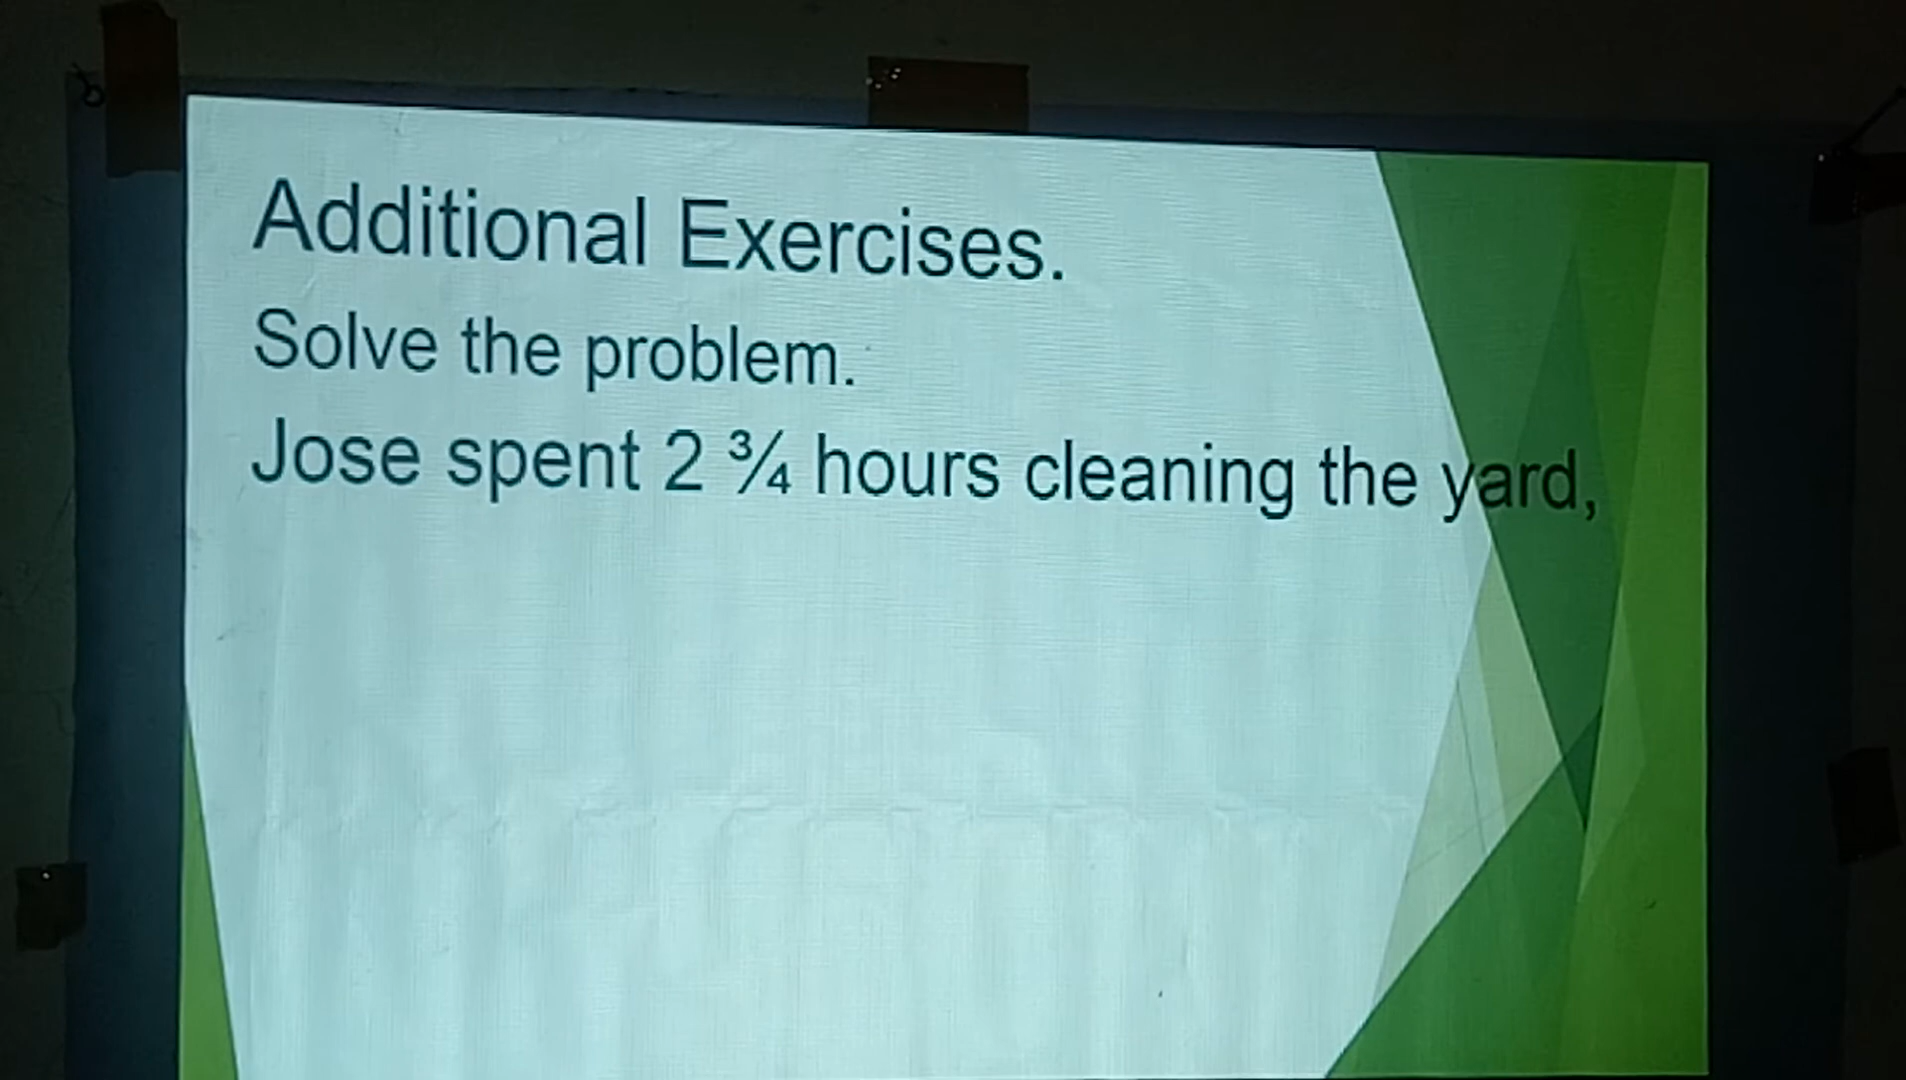 Additional Exercises.
Solve the problem.
Jose spent 2 ¾ hours cleaning the yard,